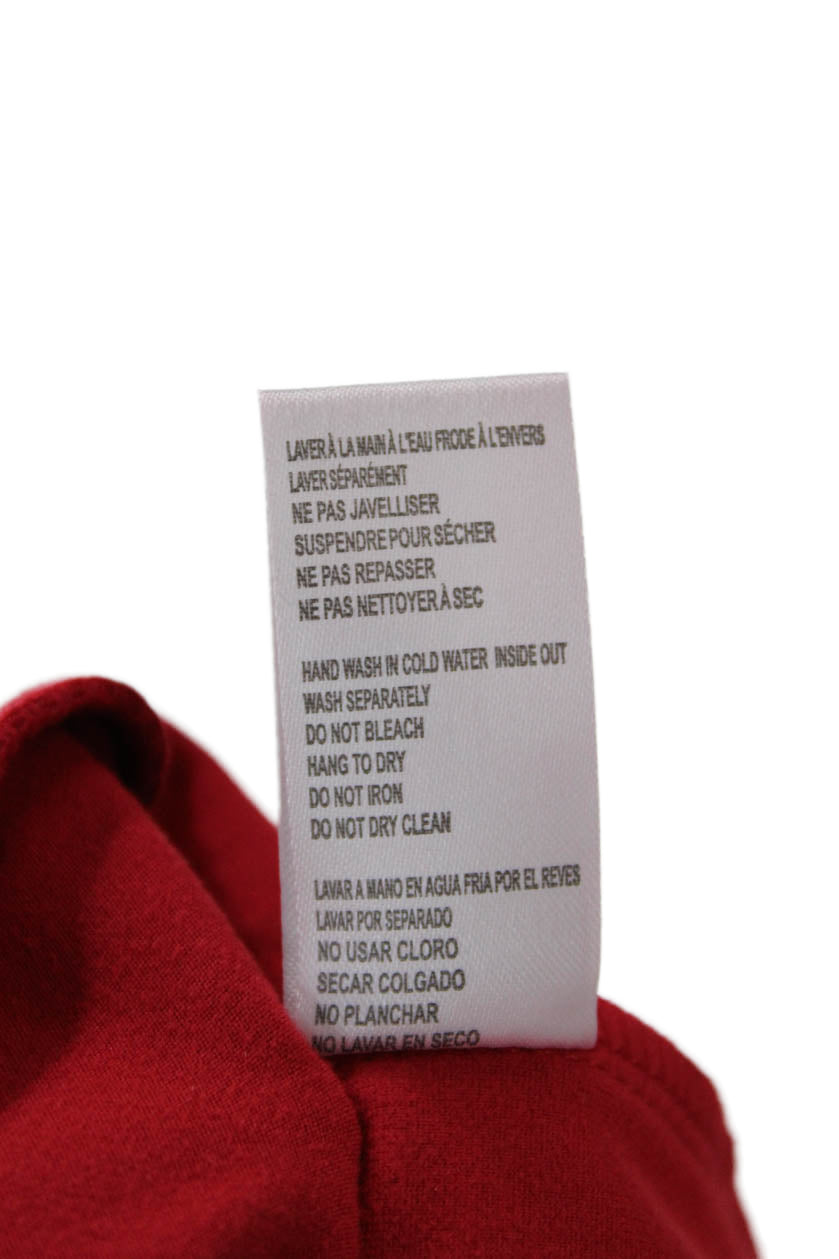 LAVER À LA MAIN À L'EAU FRODE À L'ENVERS
LAVER SÉPARÉMENT
NE PAS JAVELLISER
SUSPENDRE POUR SÉCHER
NE PAS REPASSER
NE PAS NETTOYER À SEC
HAND WASH IN COLD WATER INSIDE OUT
WASH SEPARATELY
DO NOT BLEACH
HANG TO DRY
DO NOT IRON
DO NOT DRY CLEAN
LAVAR A MANO EN AGUA FRIA POR EL REVES
LAVAR POR SEPARADO
NO USAR CLORO
SECAR COLGADO
NO PLANCHAR
NO LAVAR EN SECO